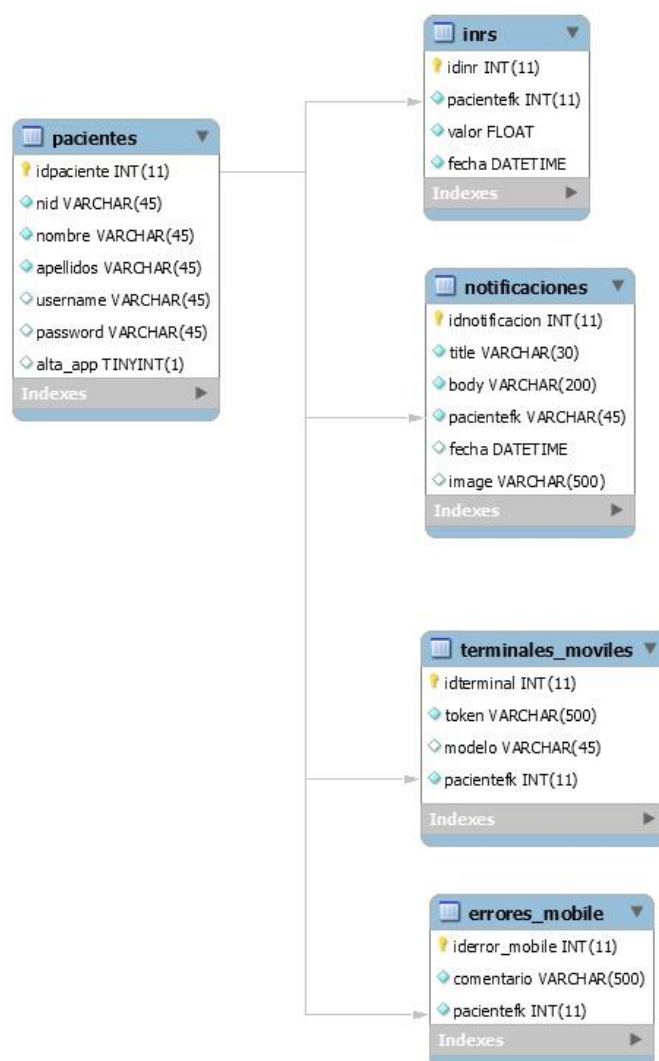 pacientes
idpaciente INT(11)
nid VARCHAR(45)
nombre VARCHAR(45)
apellidos VARCHAR(45)
username VARCHAR(45)
password VARCHAR(45)
alta_app TINYINT(1)
Indexes
inrs
idinr INT(11)
pacientefk INT(11)
valor FLOAT
fecha DATETIME
Indexes
notificaciones
idnotificacion INT(11)
title VARCHAR(30)
body VARCHAR(200)
pacientefk VARCHAR(45)
fecha DATETIME
image VARCHAR(500)
Indexes
terminales_moviles
idterminal INT(11)
token VARCHAR(500)
modelo VARCHAR(45)
pacientefk INT(11)
Indexes
errores_mobile
iderror_mobile INT(11)
comentario VARCHAR(500)
pacientefk INT(11)
Indexes